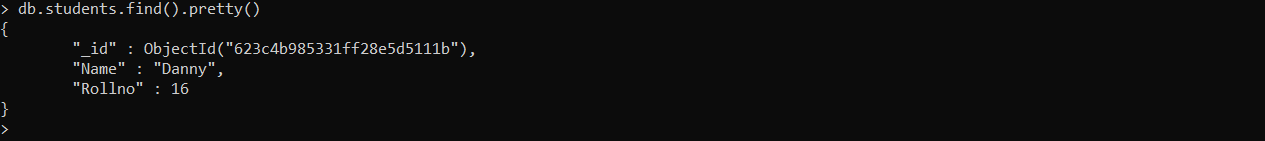 > db.students.find().pretty()
{
        "_id" : ObjectId("623c4b985331ff28e5d5111b"),
        "Name" : "Danny",
        "Rollno" : 16
}
>